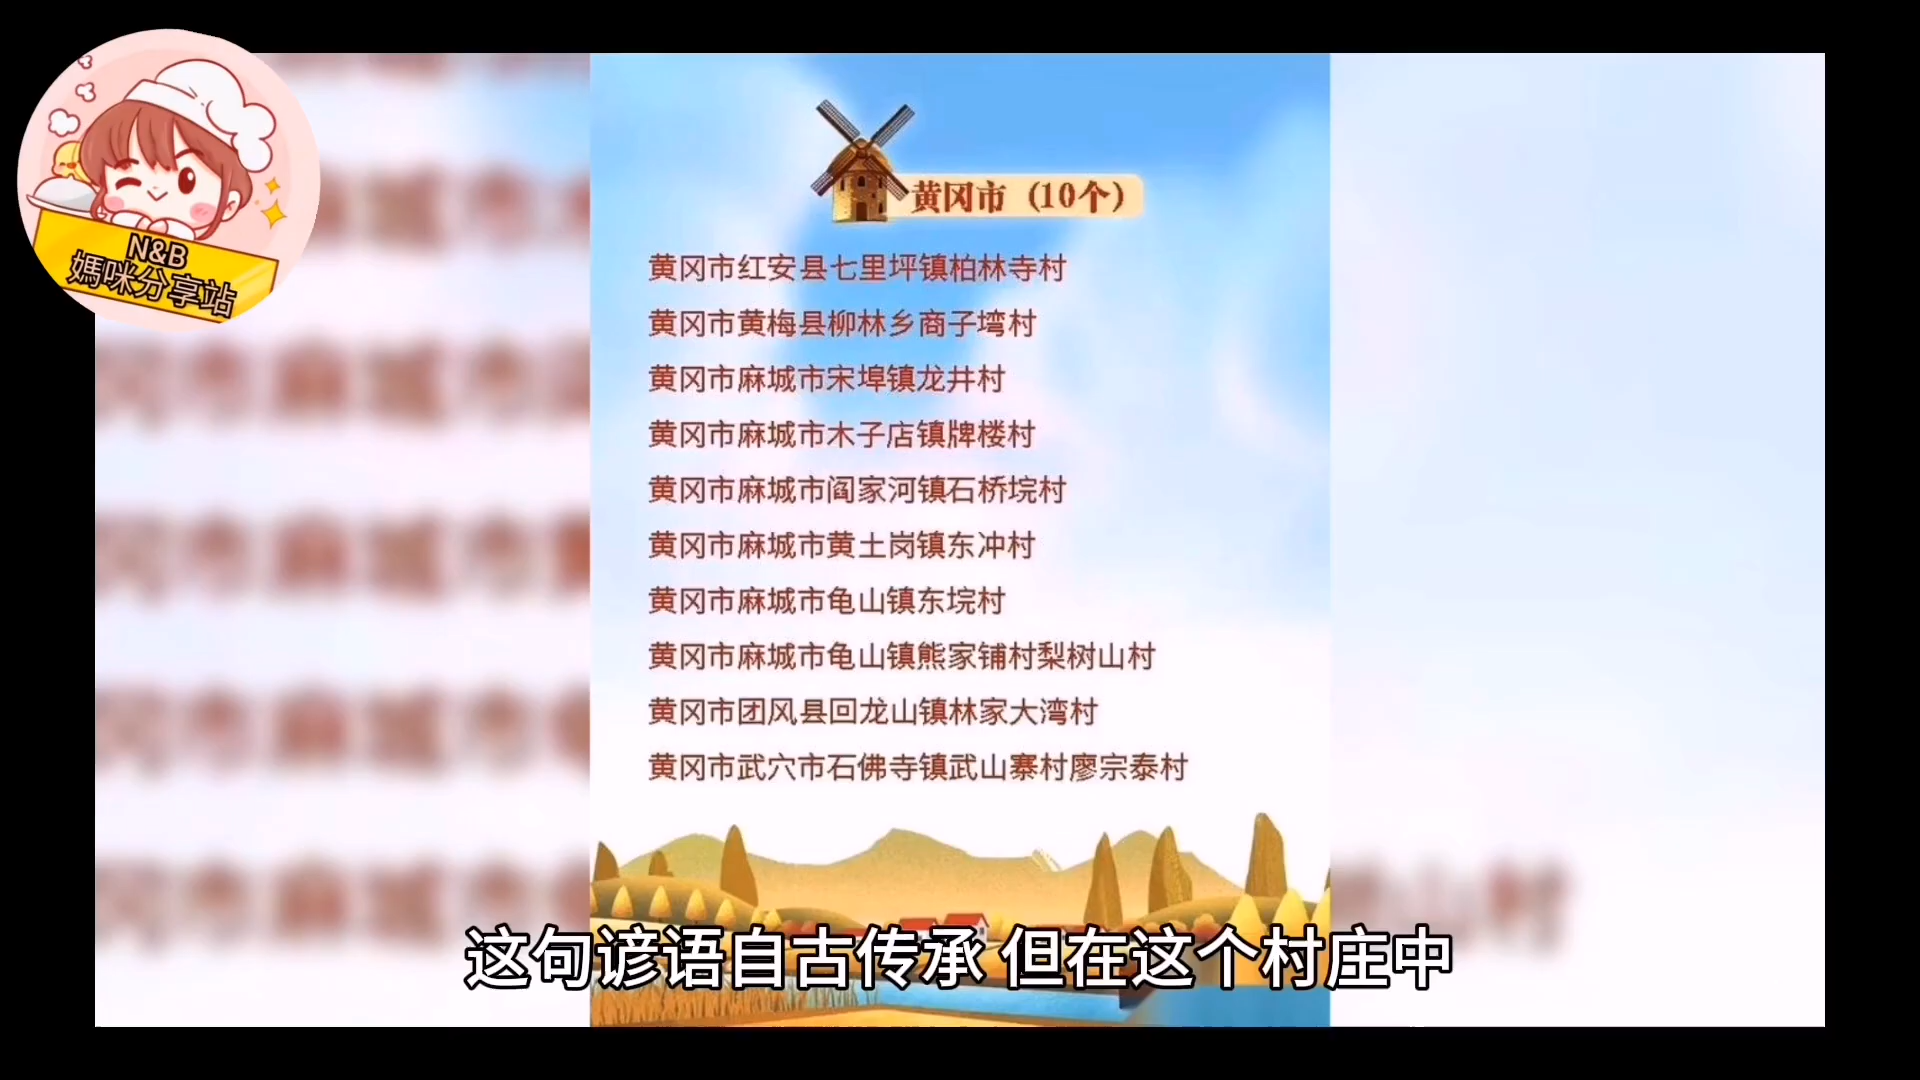 N&B
媽咪分享站
黄冈市（10个）
黄冈市红安县七里坪镇柏林寺村
黄冈市黄梅县柳林乡商子塆村
黄冈市麻城市宋埠镇龙井村
黄冈市麻城市木子店镇牌楼村
黄冈市麻城市阎家河镇石桥垸村
黄冈市麻城市黄土岗镇东冲村
黄冈市麻城市龟山镇东垸村
黄冈市麻城市龟山镇熊家铺村梨树山村
黄冈市团风县回龙山镇林家大湾村
黄冈市武穴市石佛寺镇武山寨村廖宗泰村
这句谚语自古传承 但在这个村庄中